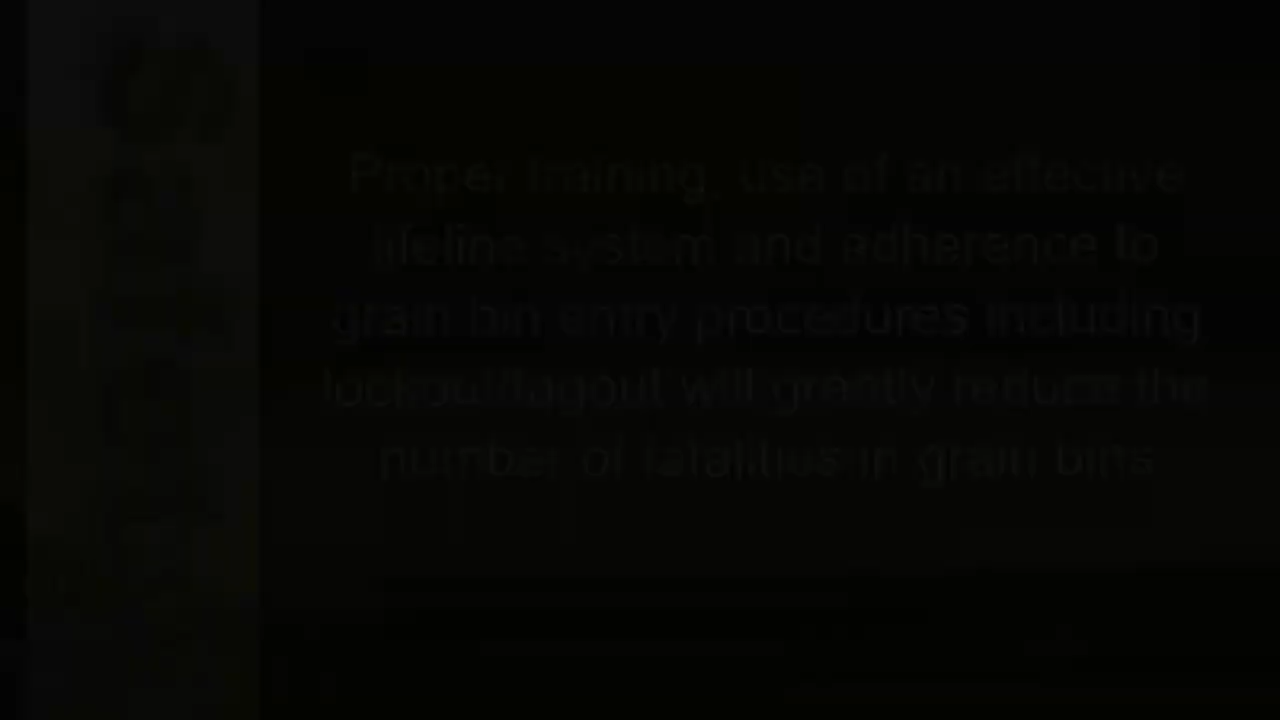 Proper training, use of an effective
lifeline system and adherence to
grain bin entry procedures including
lockout/tagout will greatly reduce the
number of fatalities in grain bins